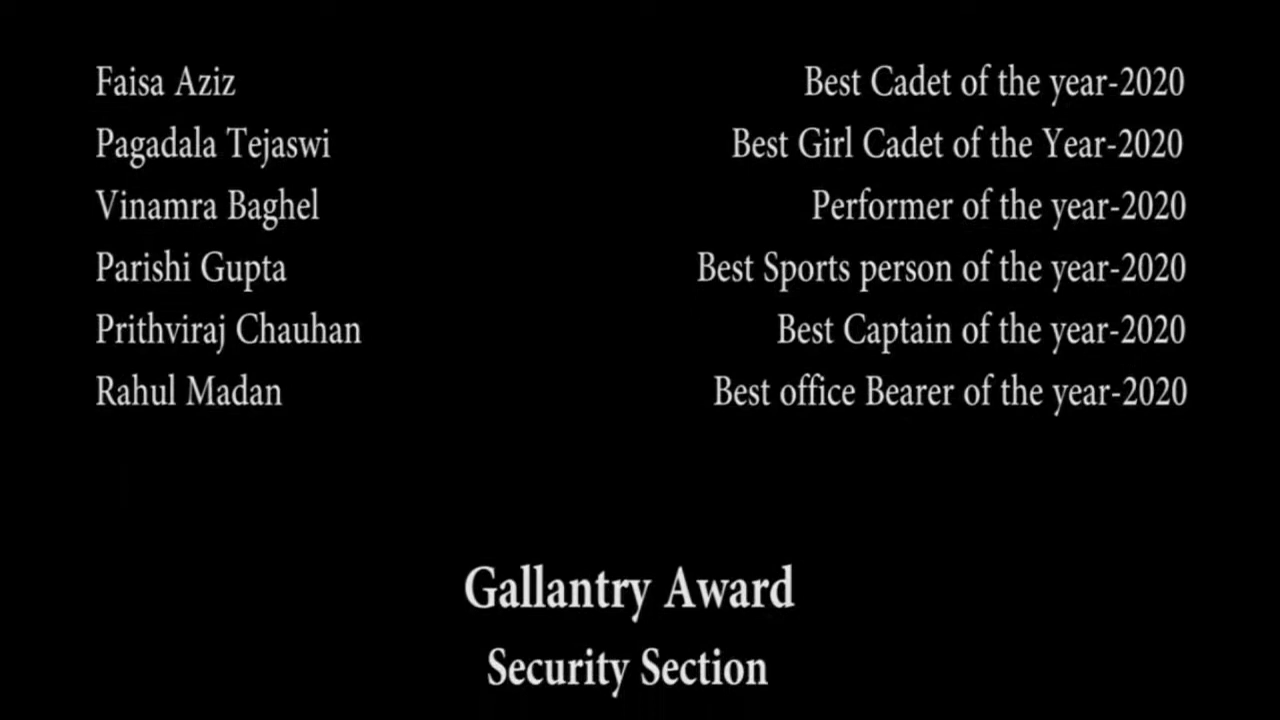 Faisa Aziz Best Cadet of the year-2020
Pagadala Tejaswi Best Girl Cadet of the Year-2020
Vinamra Baghel Performer of the year-2020
Parishi Gupta Best Sports person of the year-2020
Prithviraj Chauhan Best Captain of the year-2020
Rahul Madan Best office Bearer of the year-2020
Gallantry Award
Security Section